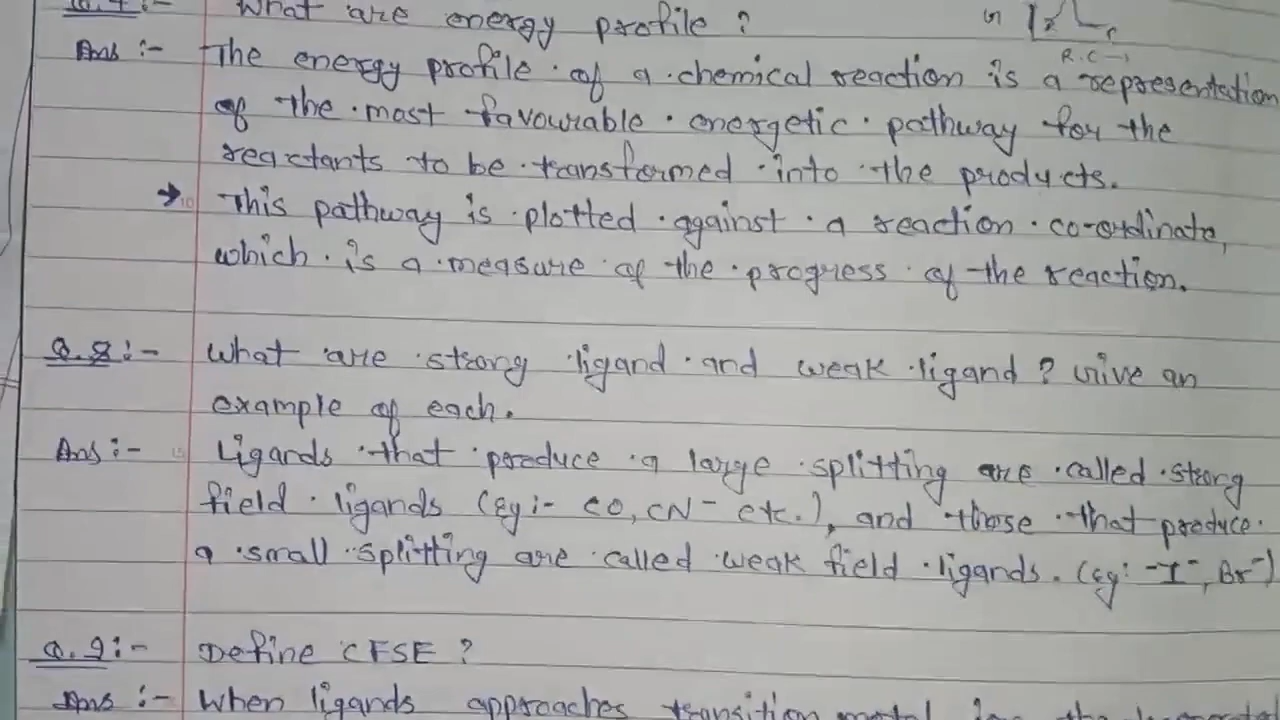 Q.7:- What are energy profile ?
R.C→
Ans :- The energy profile of a chemical reaction is a representation
of the most favourable energetic pathway for the
reactants to be transformed into the products.
→ This pathway is plotted against a reaction co-ordinate,
which is a measure of the progress of the reaction.
Q.8:- What are strong ligand and weak ligand ? Give an
example of each.
Ans :- Ligands that produce a large splitting are called strong
field ligands (Eg:- CO, CN⁻ etc.), and those that produce
a small splitting are called weak field ligands. (Eg:- I⁻, Br⁻)
Q.9:- Define CFSE ?
Ans :- When ligands approaches transition metal